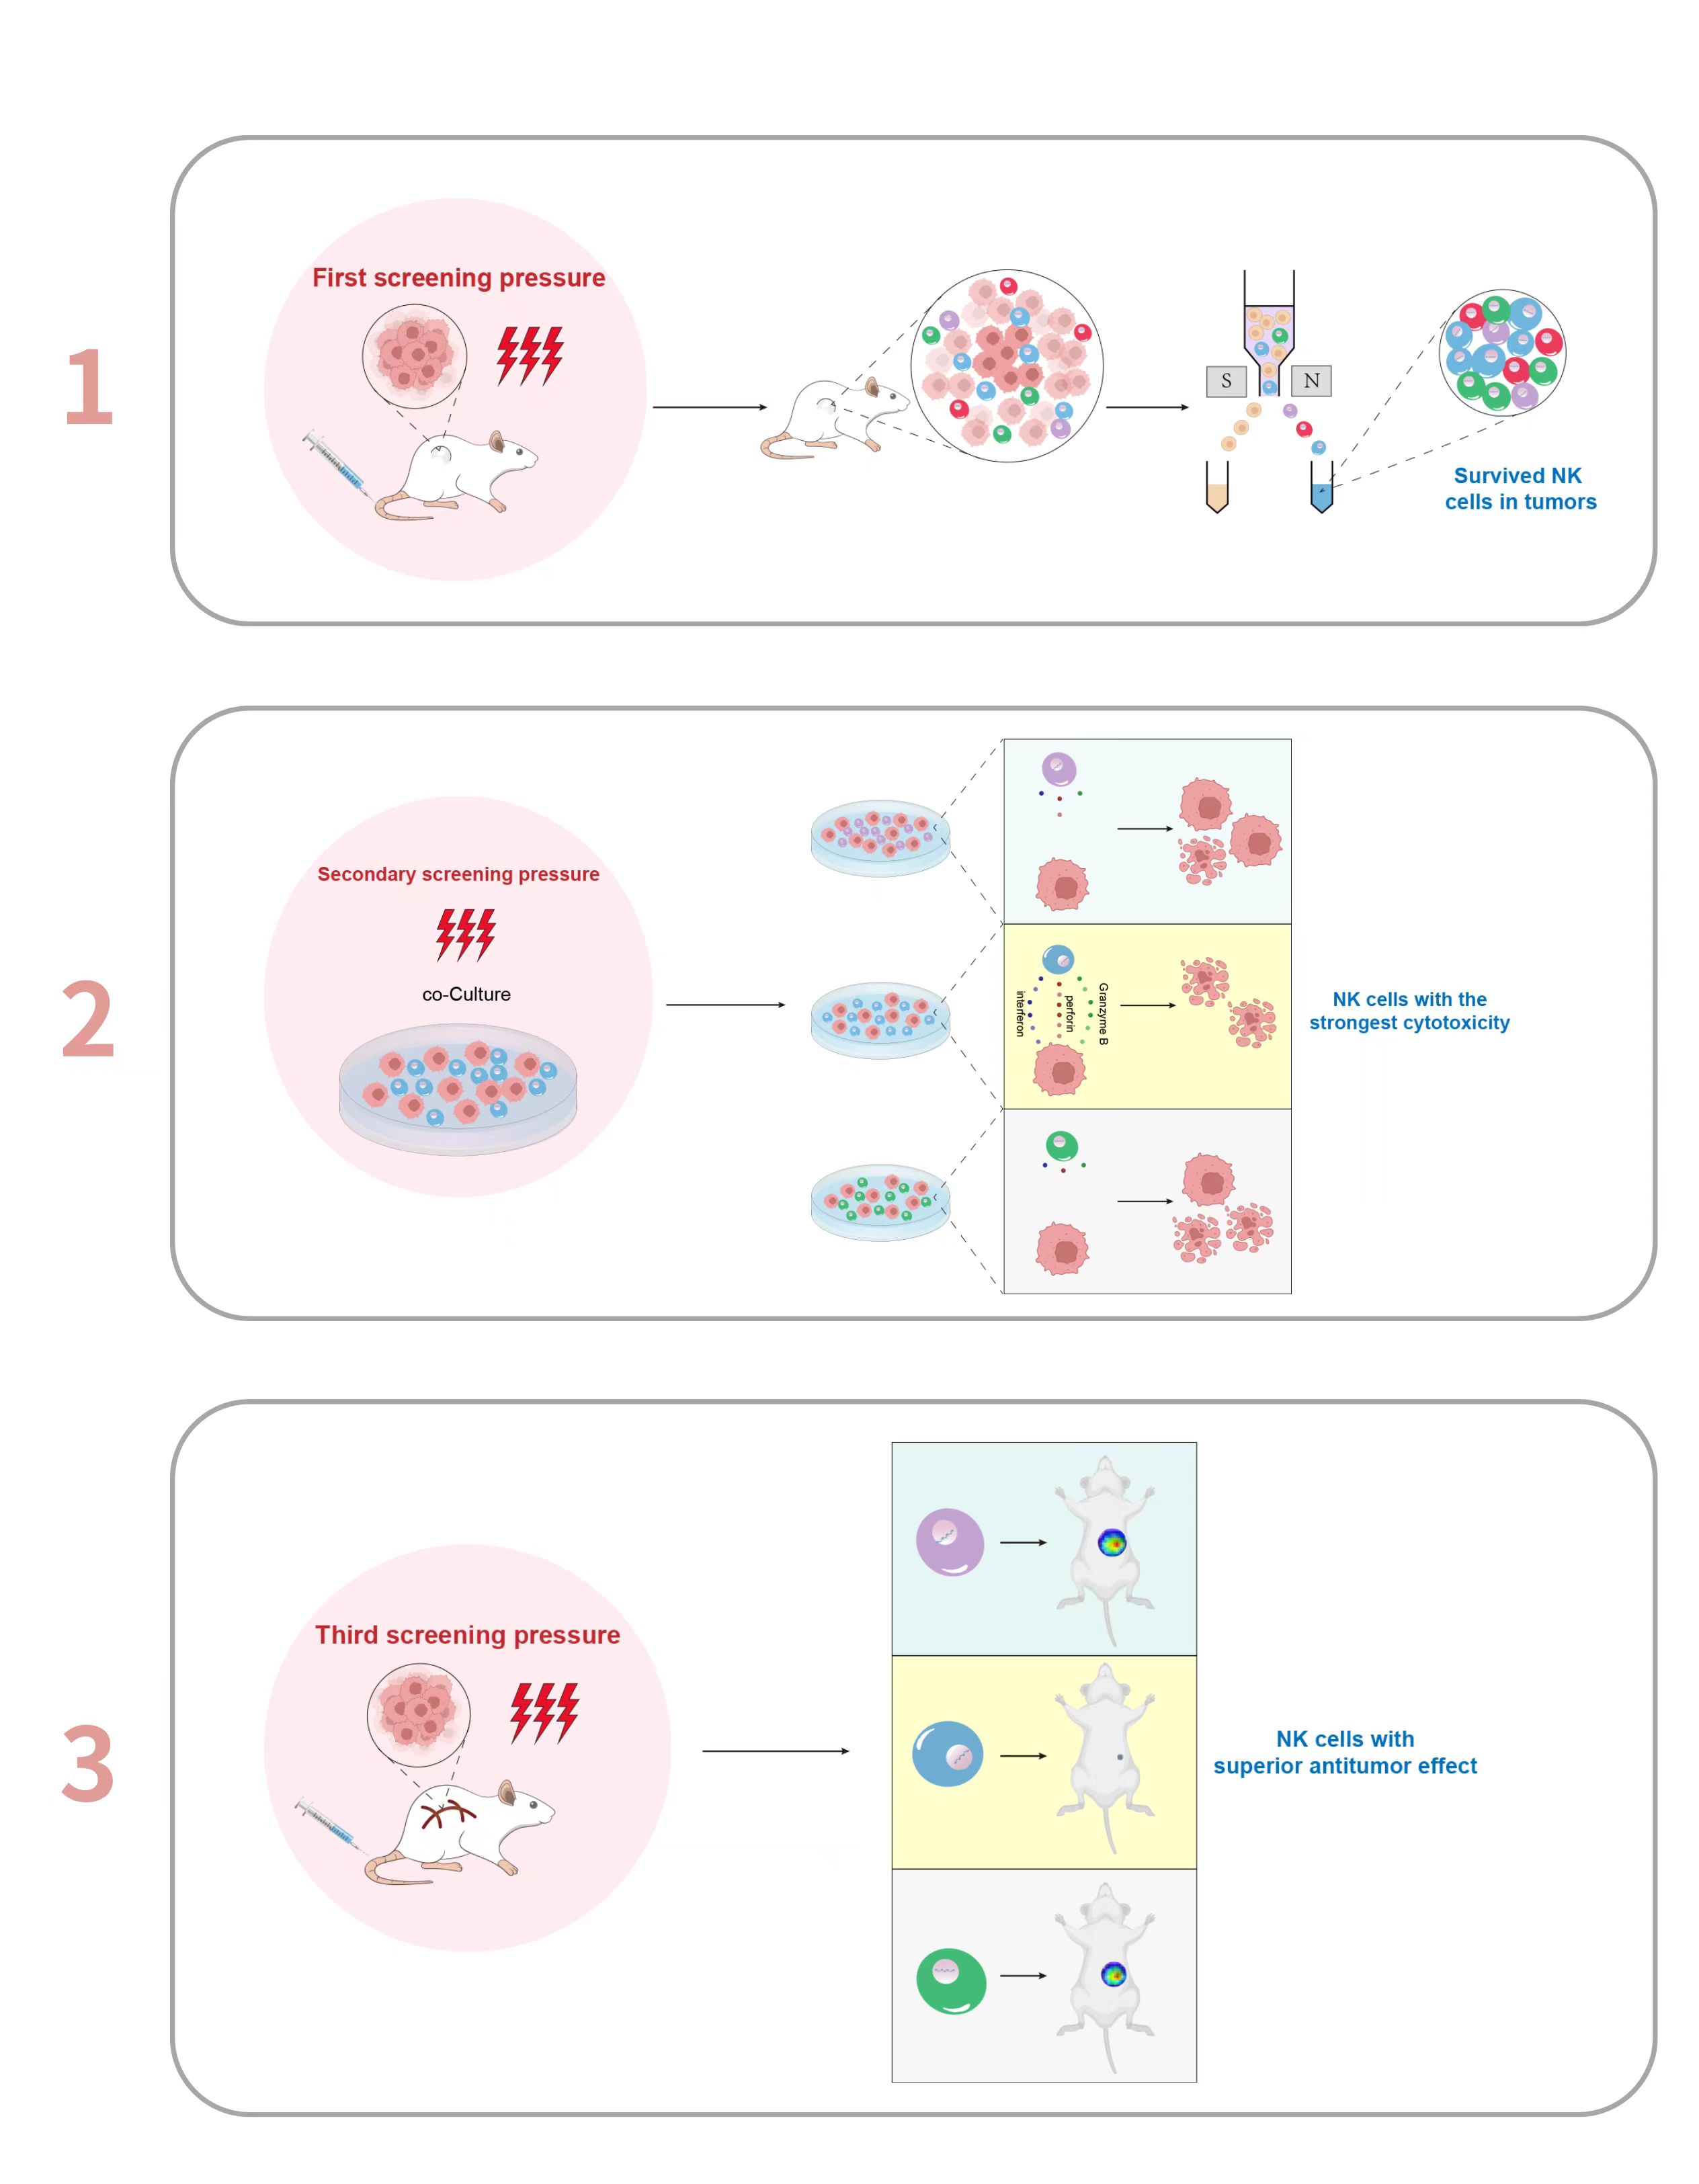 1
First screening pressure
S
N
Survived NK
cells in tumors
2
Secondary screening pressure
co-Culture
interferon
perforin
Granzyme B
NK cells with the
strongest cytotoxicity
3
Third screening pressure
NK cells with
superior antitumor effect